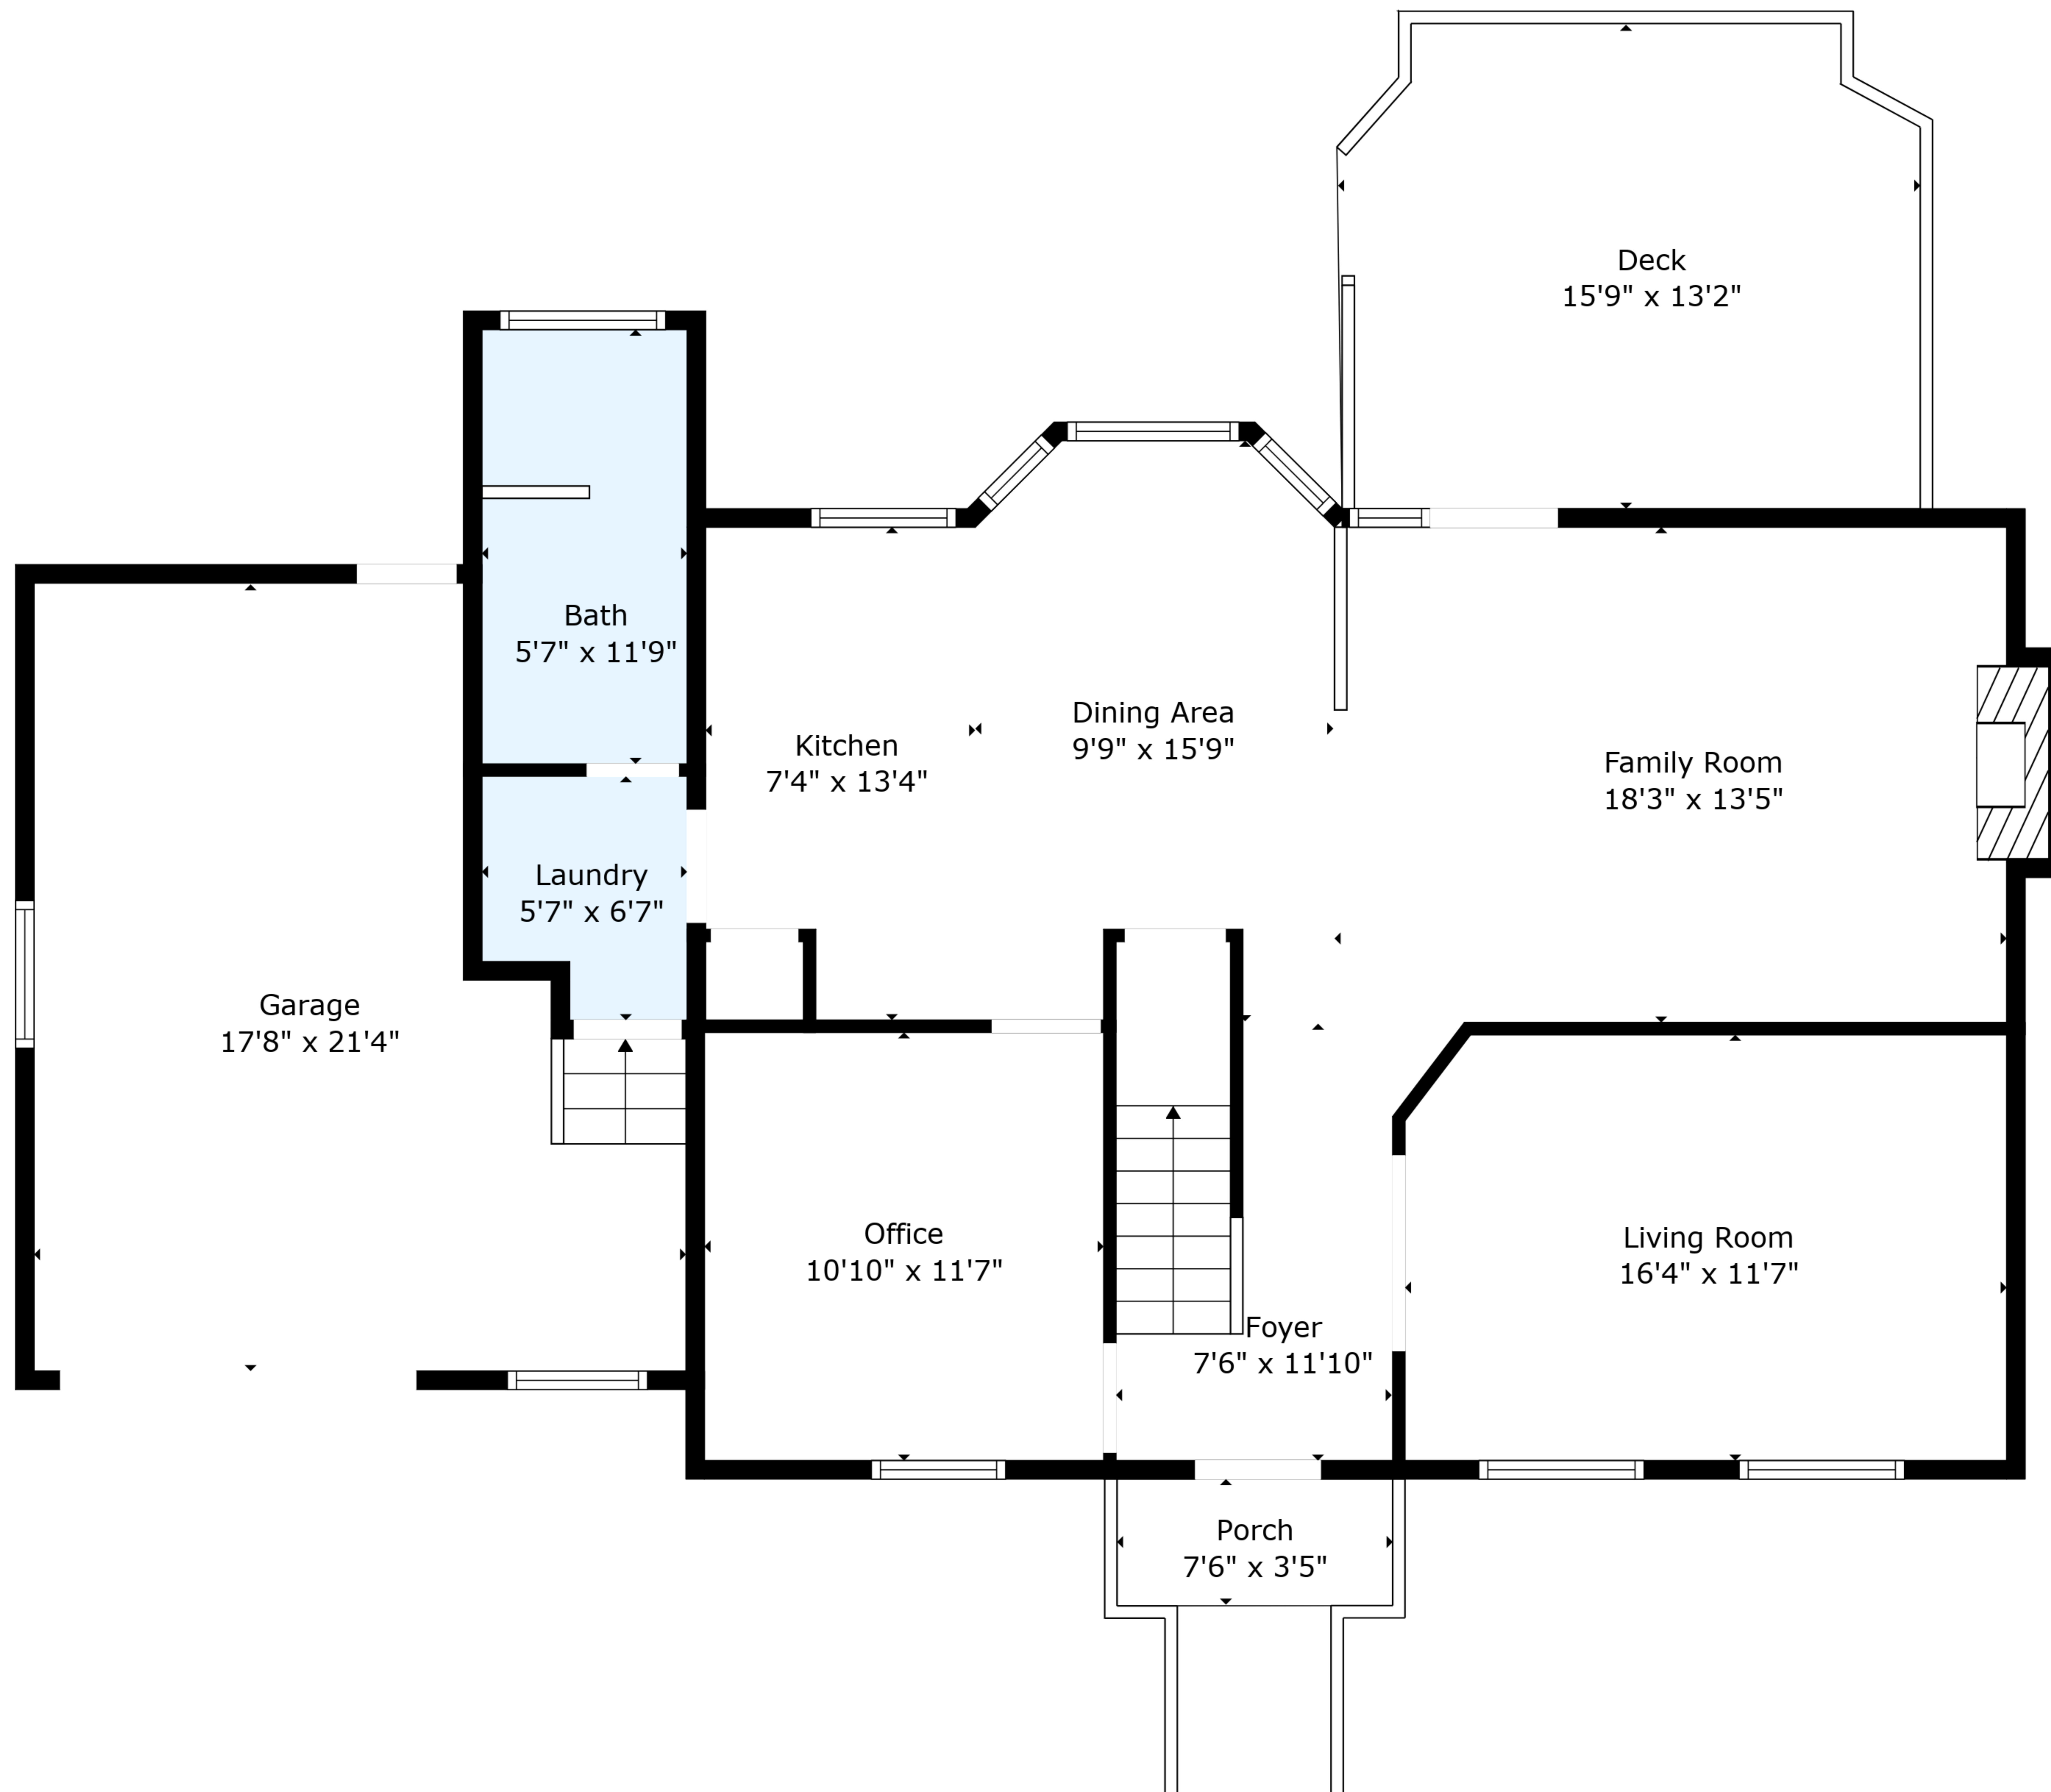 Deck
15'9" x 13'2"
Bath
5'7" x 11'9"
Dining Area
9'9" x 15'9"
Kitchen
7'4" x 13'4"
Family Room
18'3" x 13'5"
Laundry
5'7" x 6'7"
Garage
17'8" x 21'4"
Office
10'10" x 11'7"
Living Room
16'4" x 11'7"
Foyer
7'6" x 11'10"
Porch
7'6" x 3'5"